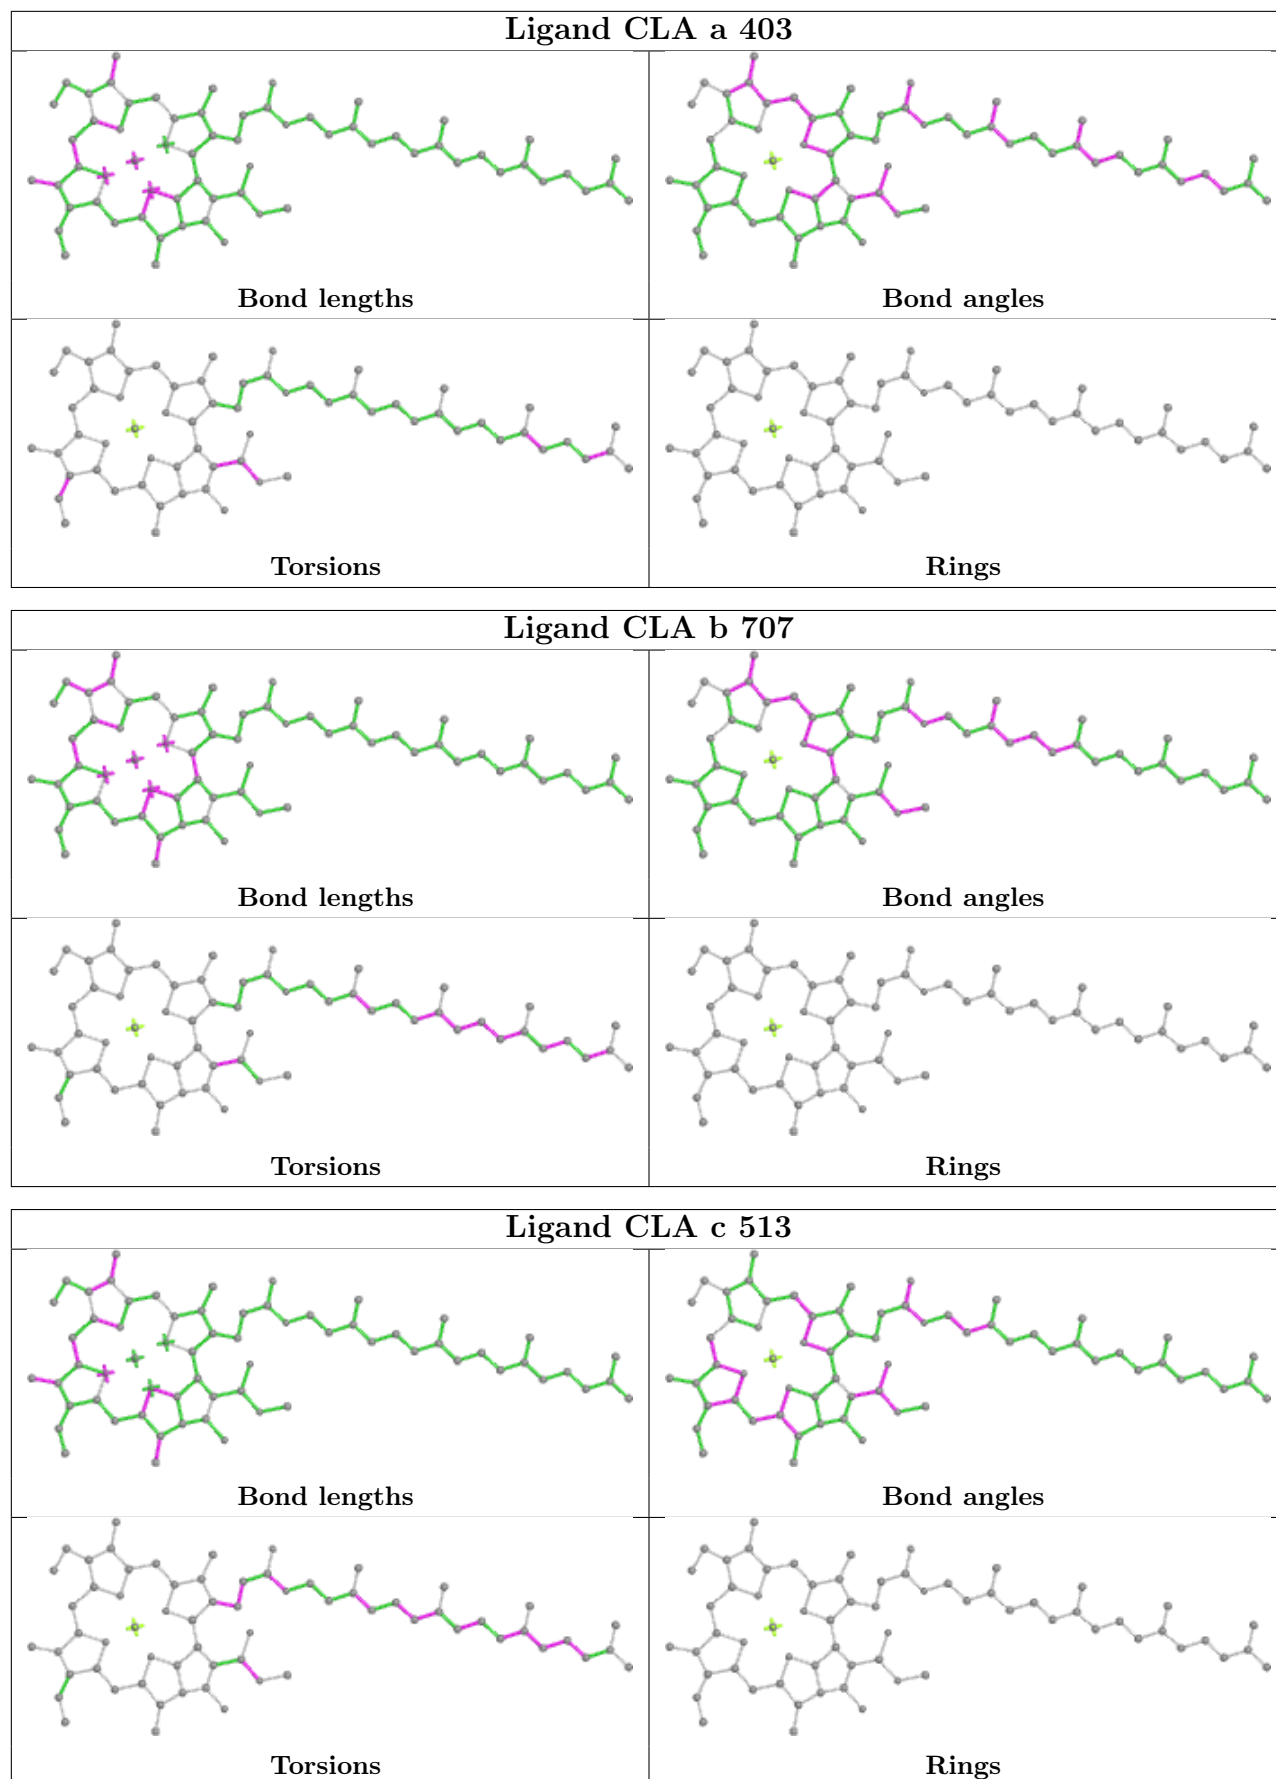 Ligand CLA a 403
Bond lengths
Bond angles
Torsions
Rings
Ligand CLA b 707
Bond lengths
Bond angles
Torsions
Rings
Ligand CLA c 513
Bond lengths
Bond angles
Torsions
Rings